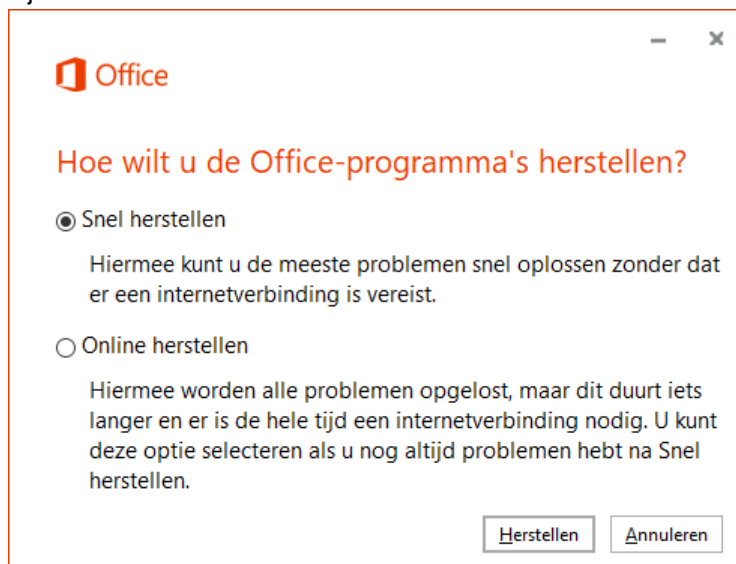 Office
Hoe wilt u de Office-programma's herstellen?
Snel herstellen
Hiermee kunt u de meeste problemen snel oplossen zonder dat
er een internetverbinding is vereist.
Online herstellen
Hiermee worden alle problemen opgelost, maar dit duurt iets
langer en er is de hele tijd een internetverbinding nodig. U kunt
deze optie selecteren als u nog altijd problemen hebt na Snel
herstellen.
Herstellen Annuleren